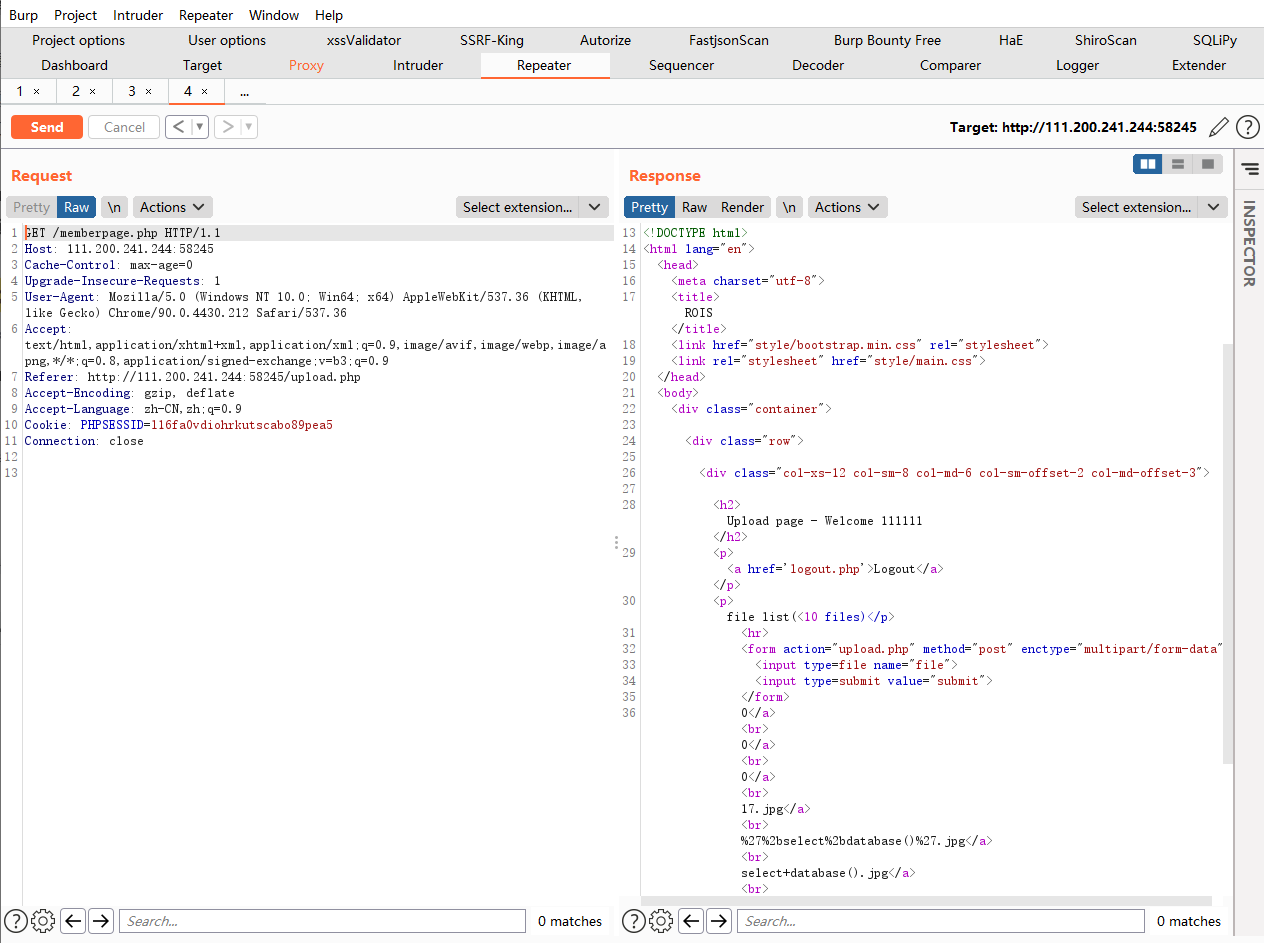 Burp Project Intruder Repeater Window Help
Project options User options xssValidator SSRF-King Autorize FastjsonScan Burp Bounty Free HaE ShiroScan SQLiPy
Dashboard Target Proxy Intruder Repeater Sequencer Decoder Comparer Logger Extender
1 × 2 × 3 × 4 × ...
Send Cancel < > Target: http://111.200.241.244:58245
Request
Pretty Raw \n Actions Select extension...
1 GET /memberpage.php HTTP/1.1
2 Host: 111.200.241.244:58245
3 Cache-Control: max-age=0
4 Upgrade-Insecure-Requests: 1
5 User-Agent: Mozilla/5.0 (Windows NT 10.0; Win64; x64) AppleWebKit/537.36 (KHTML,
like Gecko) Chrome/90.0.4430.212 Safari/537.36
6 Accept:
text/html,application/xhtml+xml,application/xml;q=0.9,image/avif,image/webp,image/a
png,*/*;q=0.8,application/signed-exchange;v=b3;q=0.9
7 Referer: http://111.200.241.244:58245/upload.php
8 Accept-Encoding: gzip, deflate
9 Accept-Language: zh-CN,zh;q=0.9
10 Cookie: PHPSESSID=116fa0vdiohrkutscabo89pea5
11 Connection: close
12
13
Search... 0 matches
Response
Pretty Raw Render \n Actions Select extension...
13 <!DOCTYPE html>
14 <html lang="en">
15 <head>
16 <meta charset="utf-8">
17 <title>
ROIS
</title>
18 <link href="style/bootstrap.min.css" rel="stylesheet">
19 <link rel="stylesheet" href="style/main.css">
20 </head>
21 <body>
22 <div class="container">
23
24 <div class="row">
25
26 <div class="col-xs-12 col-sm-8 col-md-6 col-sm-offset-2 col-md-offset-3">
27
28 <h2>
Upload page - Welcome 111111
</h2>
29 <p>
<a href='logout.php'>Logout</a>
</p>
30 <p>
file list(<10 files)</p>
31 <hr>
32 <form action="upload.php" method="post" enctype="multipart/form-data"
33 <input type=file name="file">
34 <input type=submit value="submit">
35 </form>
36 0</a>
<br>
0</a>
<br>
0</a>
<br>
17.jpg</a>
<br>
%27%2bselect%2bdatabase()%27.jpg</a>
<br>
select+database().jpg</a>
<br>
Search... 0 matches
INSPECTOR